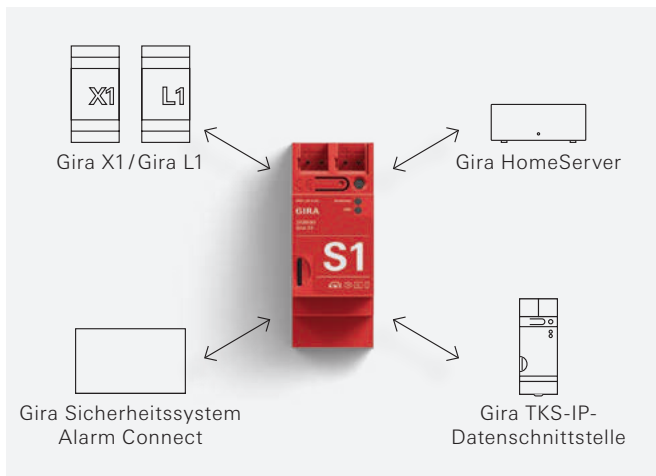 X1
L1
Gira X1/Gira L1
Gira HomeServer
GIRA
S1
Gira Sicherheitssystem
Alarm Connect
Gira TKS-IP-
Datenschnittstelle